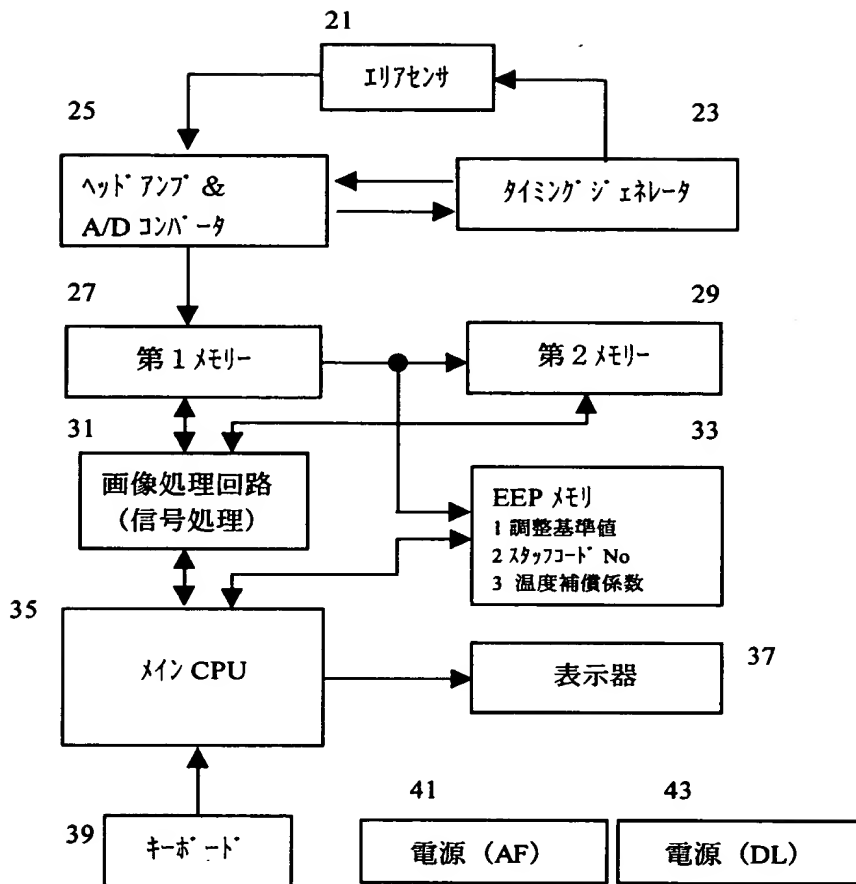 21
エリアセンサ
25
23
ヘッドアンプ &
A/D コンバータ
タイミングジェネレータ
27
29
第1メモリー
第2メモリー
31
33
画像処理回路
(信号処理)
EEP メモリ
1 調整基準値
2 スタッフコード No
3 温度補償係数
35
メイン CPU
37
表示器
41
43
39
キーボード
電源 (AF)
電源 (DL)